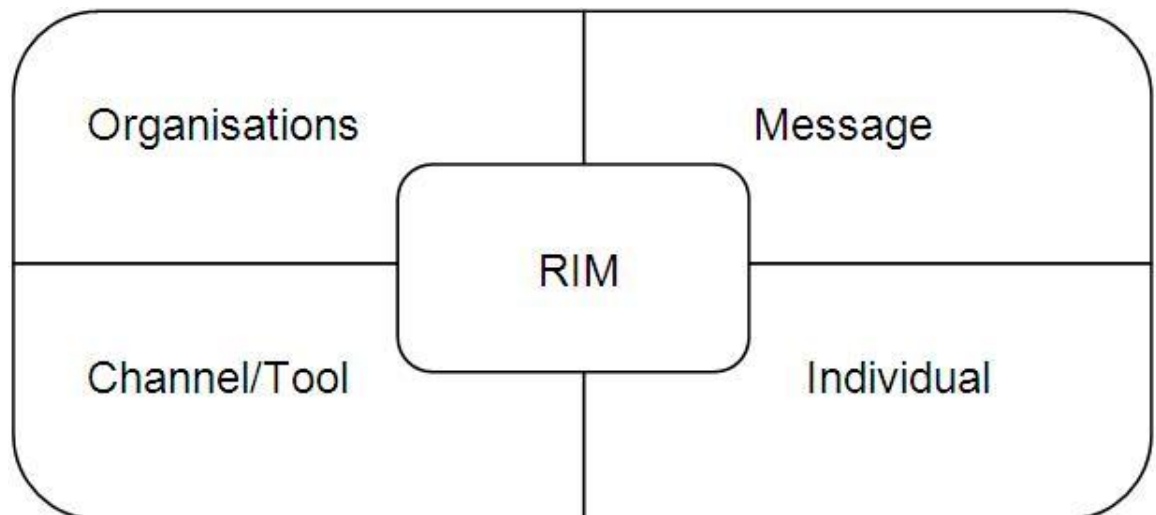 Organisations
Message
RIM
Channel/Tool
Individual